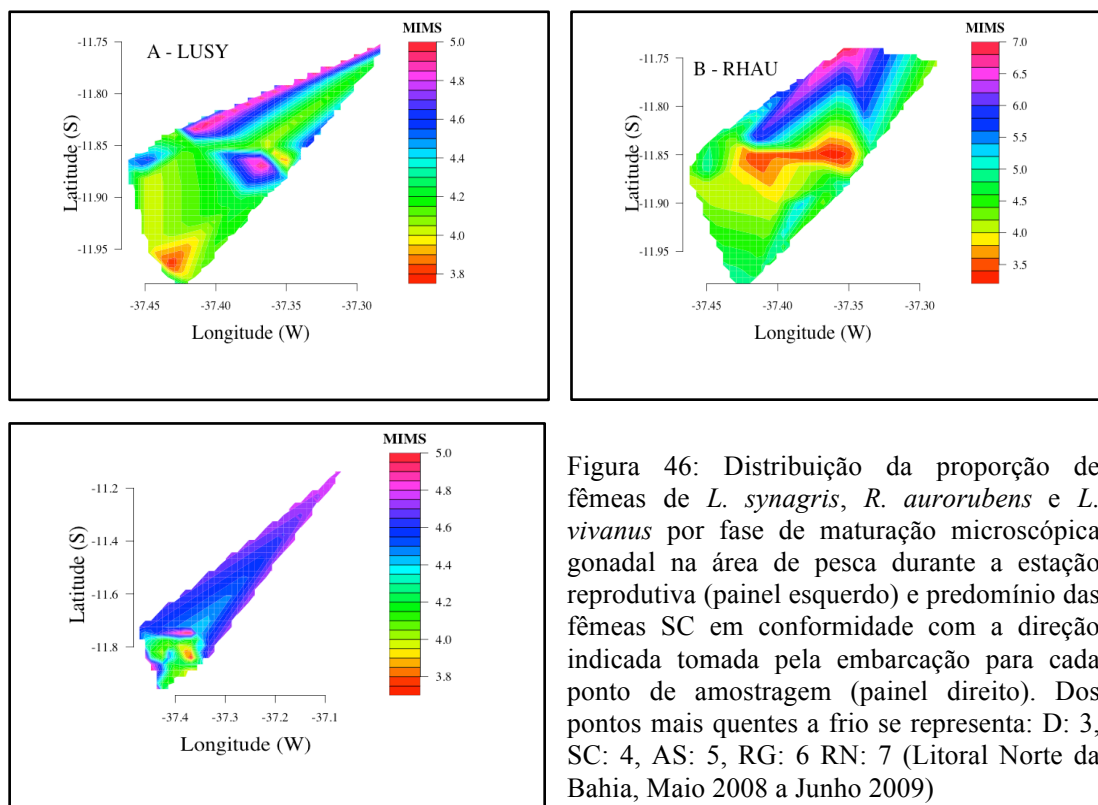 MIMS
A - LUSY
-11.75
-11.80
-11.85
-11.90
-11.95
Latitude (S)
5.0
4.8
4.6
4.4
4.2
4.0
3.8
-37.45 -37.40 -37.35 -37.30
Longitude (W)
MIMS
B - RHAU
-11.75
-11.80
-11.85
-11.90
-11.95
Latitude (S)
7.0
6.5
6.0
5.5
5.0
4.5
4.0
3.5
-37.45 -37.40 -37.35 -37.30
Longitude (W)
MIMS
-11.2
-11.4
-11.6
-11.8
Latitude (S)
5.0
4.8
4.6
4.4
4.2
4.0
3.8
-37.4 -37.3 -37.2 -37.1
Longitude (W)
Figura 46: Distribuição da proporção de
fêmeas de L. synagris, R. aurorubens e L.
vivanus por fase de maturação microscópica
gonadal na área de pesca durante a estação
reprodutiva (painel esquerdo) e predomínio das
fêmeas SC em conformidade com a direção
indicada tomada pela embarcação para cada
ponto de amostragem (painel direito). Dos
pontos mais quentes a frio se representa: D: 3,
SC: 4, AS: 5, RG: 6 RN: 7 (Litoral Norte da
Bahia, Maio 2008 a Junho 2009)